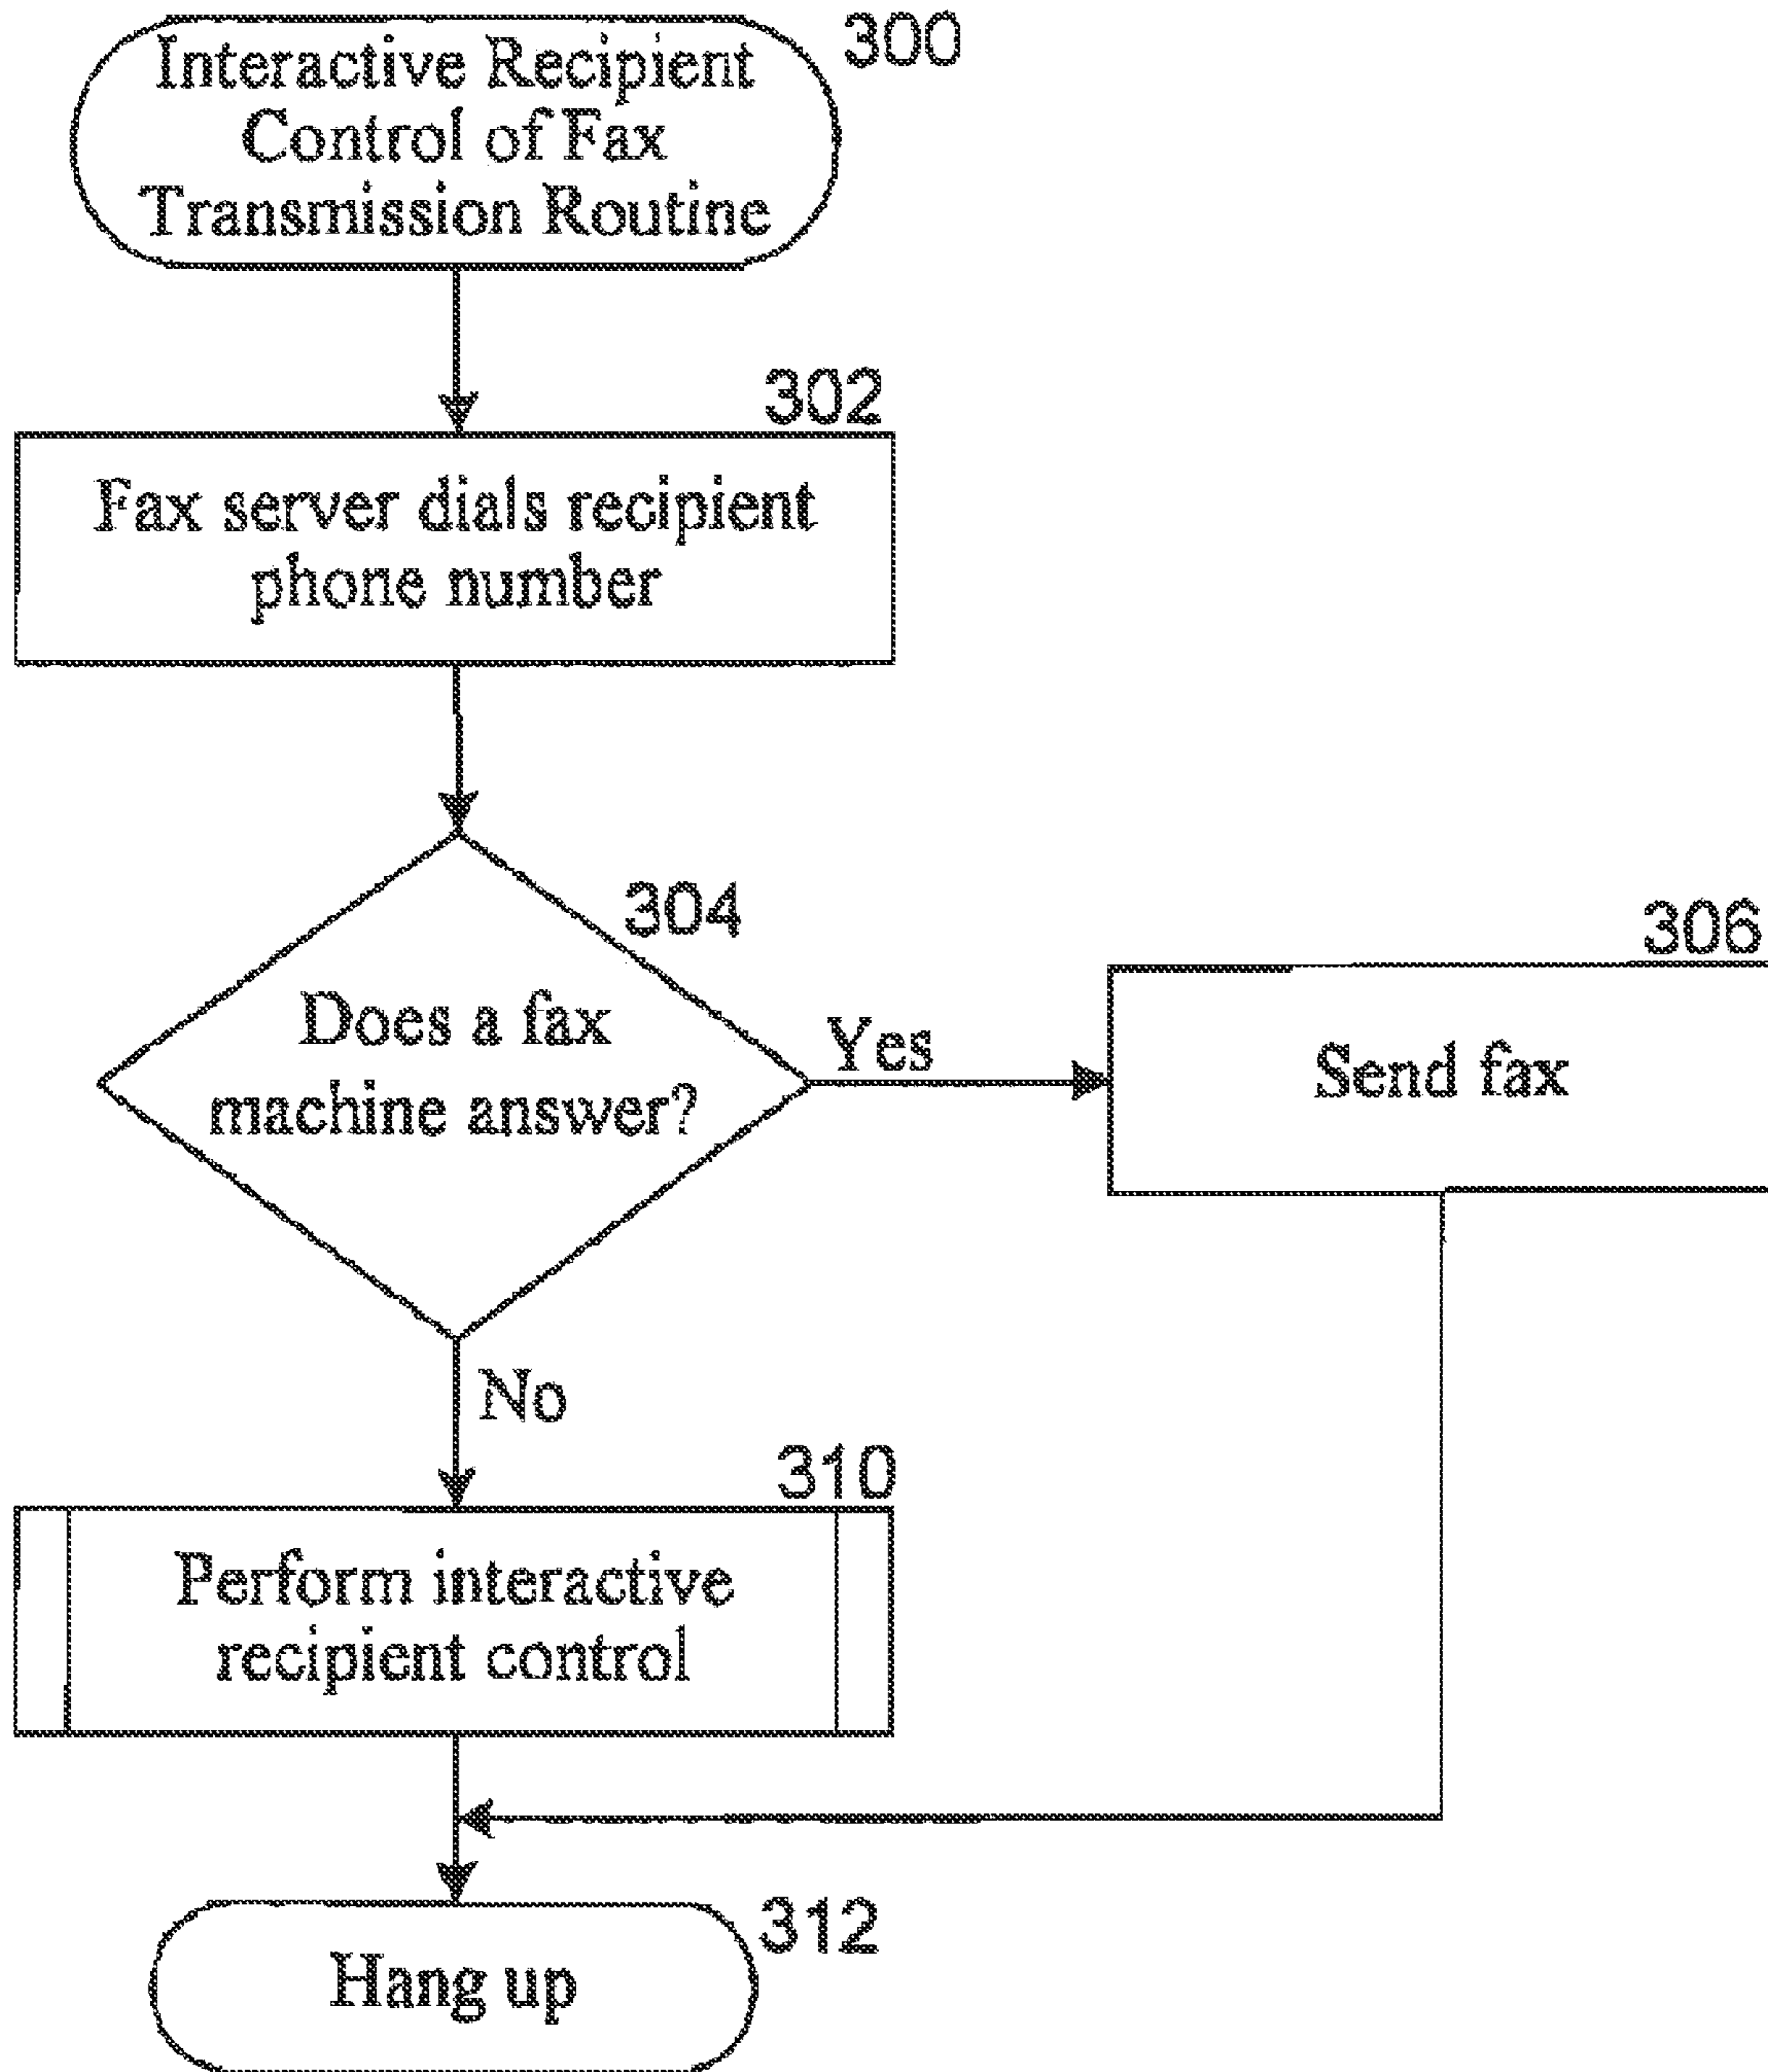 Interactive Recipient
Control of Fax
Transmission Routine
300
302
Fax server dials recipient
phone number
304
Does a fax
machine answer?
Yes
306
Send fax
No
310
Perform interactive
recipient control
312
Hang up